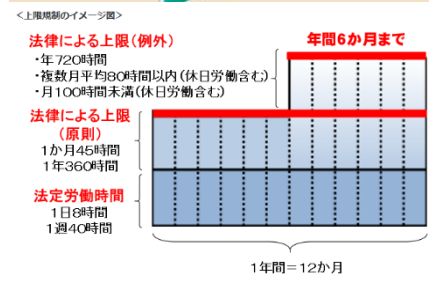 <上限規制のイメージ図>
法律による上限(例外)
・年720時間
・複数月平均80時間以内(休日労働含む)
・月100時間未満(休日労働含む)
年間6か月まで
法律による上限
(原則)
1か月45時間
1年360時間
法定労働時間
1日8時間
1週40時間
1年間=12か月